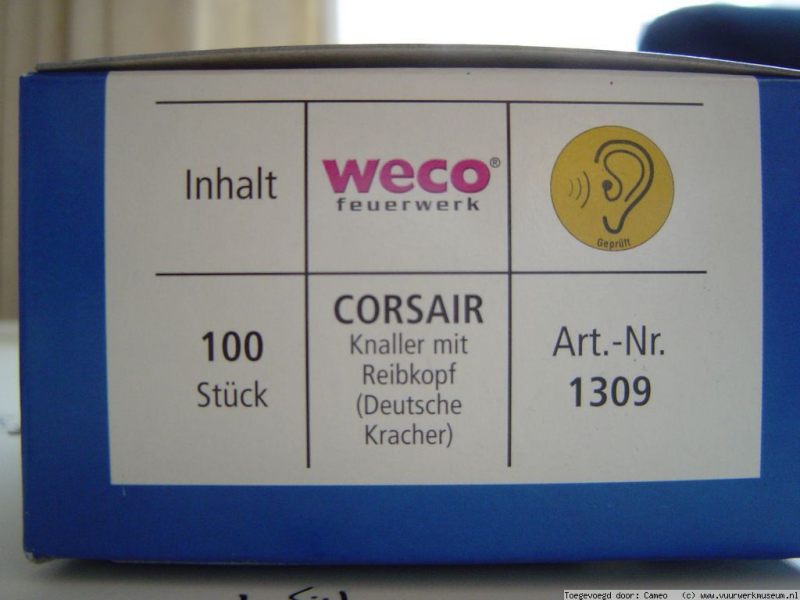 Inhalt
weco®
feuerwerk
Geprüft
100
Stück
CORSAIR
Knaller mit
Reibkopf
(Deutsche
Kracher)
Art.-Nr.
1309
Toegevoegd door: Cameo (c) www.vuurwerkmuseum.nl